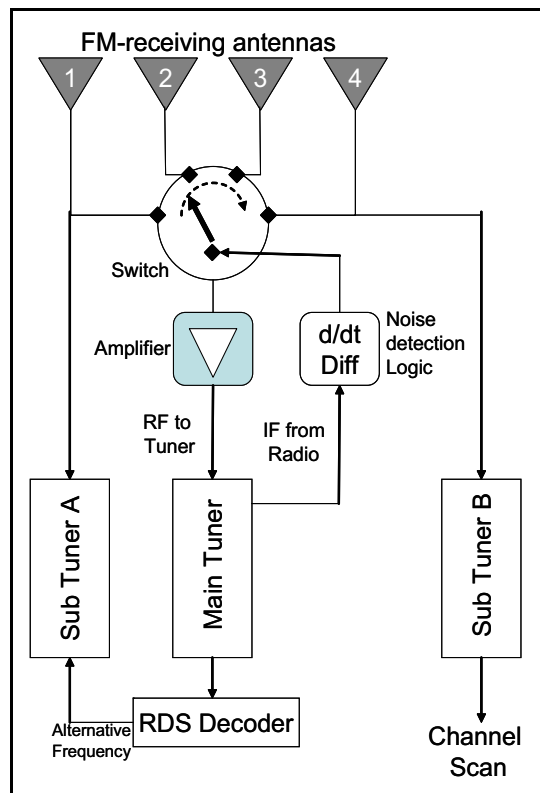 FM-receiving antennas
1
2
3
4
Switch
Amplifier
d/dt
Diff
Noise
detection
Logic
RF to
Tuner
IF from
Radio
Sub Tuner A
Main Tuner
Sub Tuner B
RDS Decoder
Alternative
Frequency
Channel
Scan